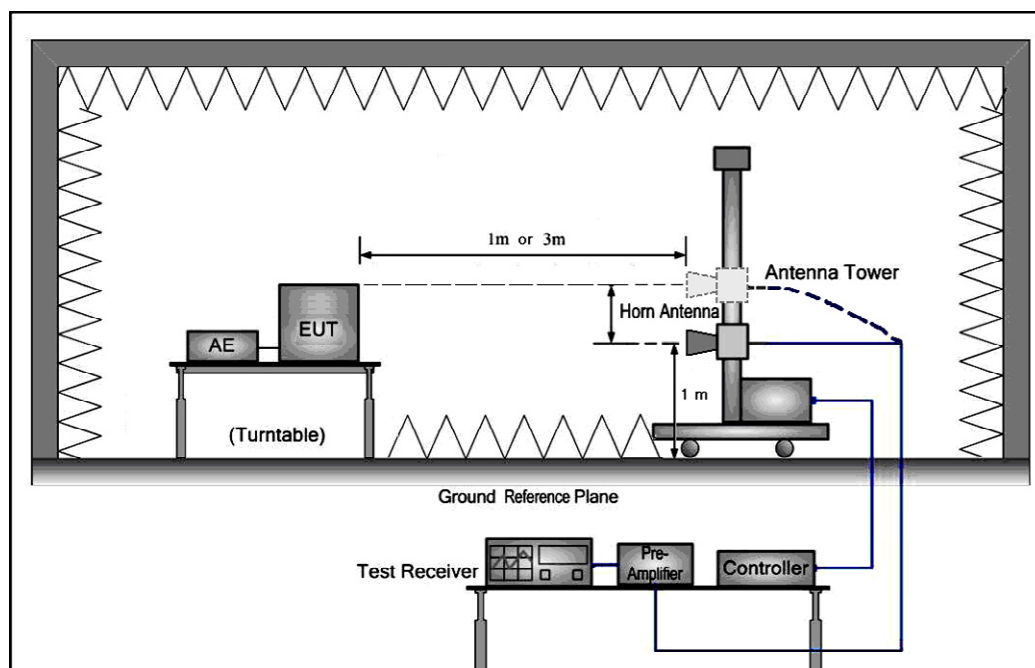 1m or 3m
Antenna Tower
Horn Antenna
EUT
AE
1 m
(Turntable)
Ground Reference Plane
Test Receiver
Pre-
Amplifier
Controller